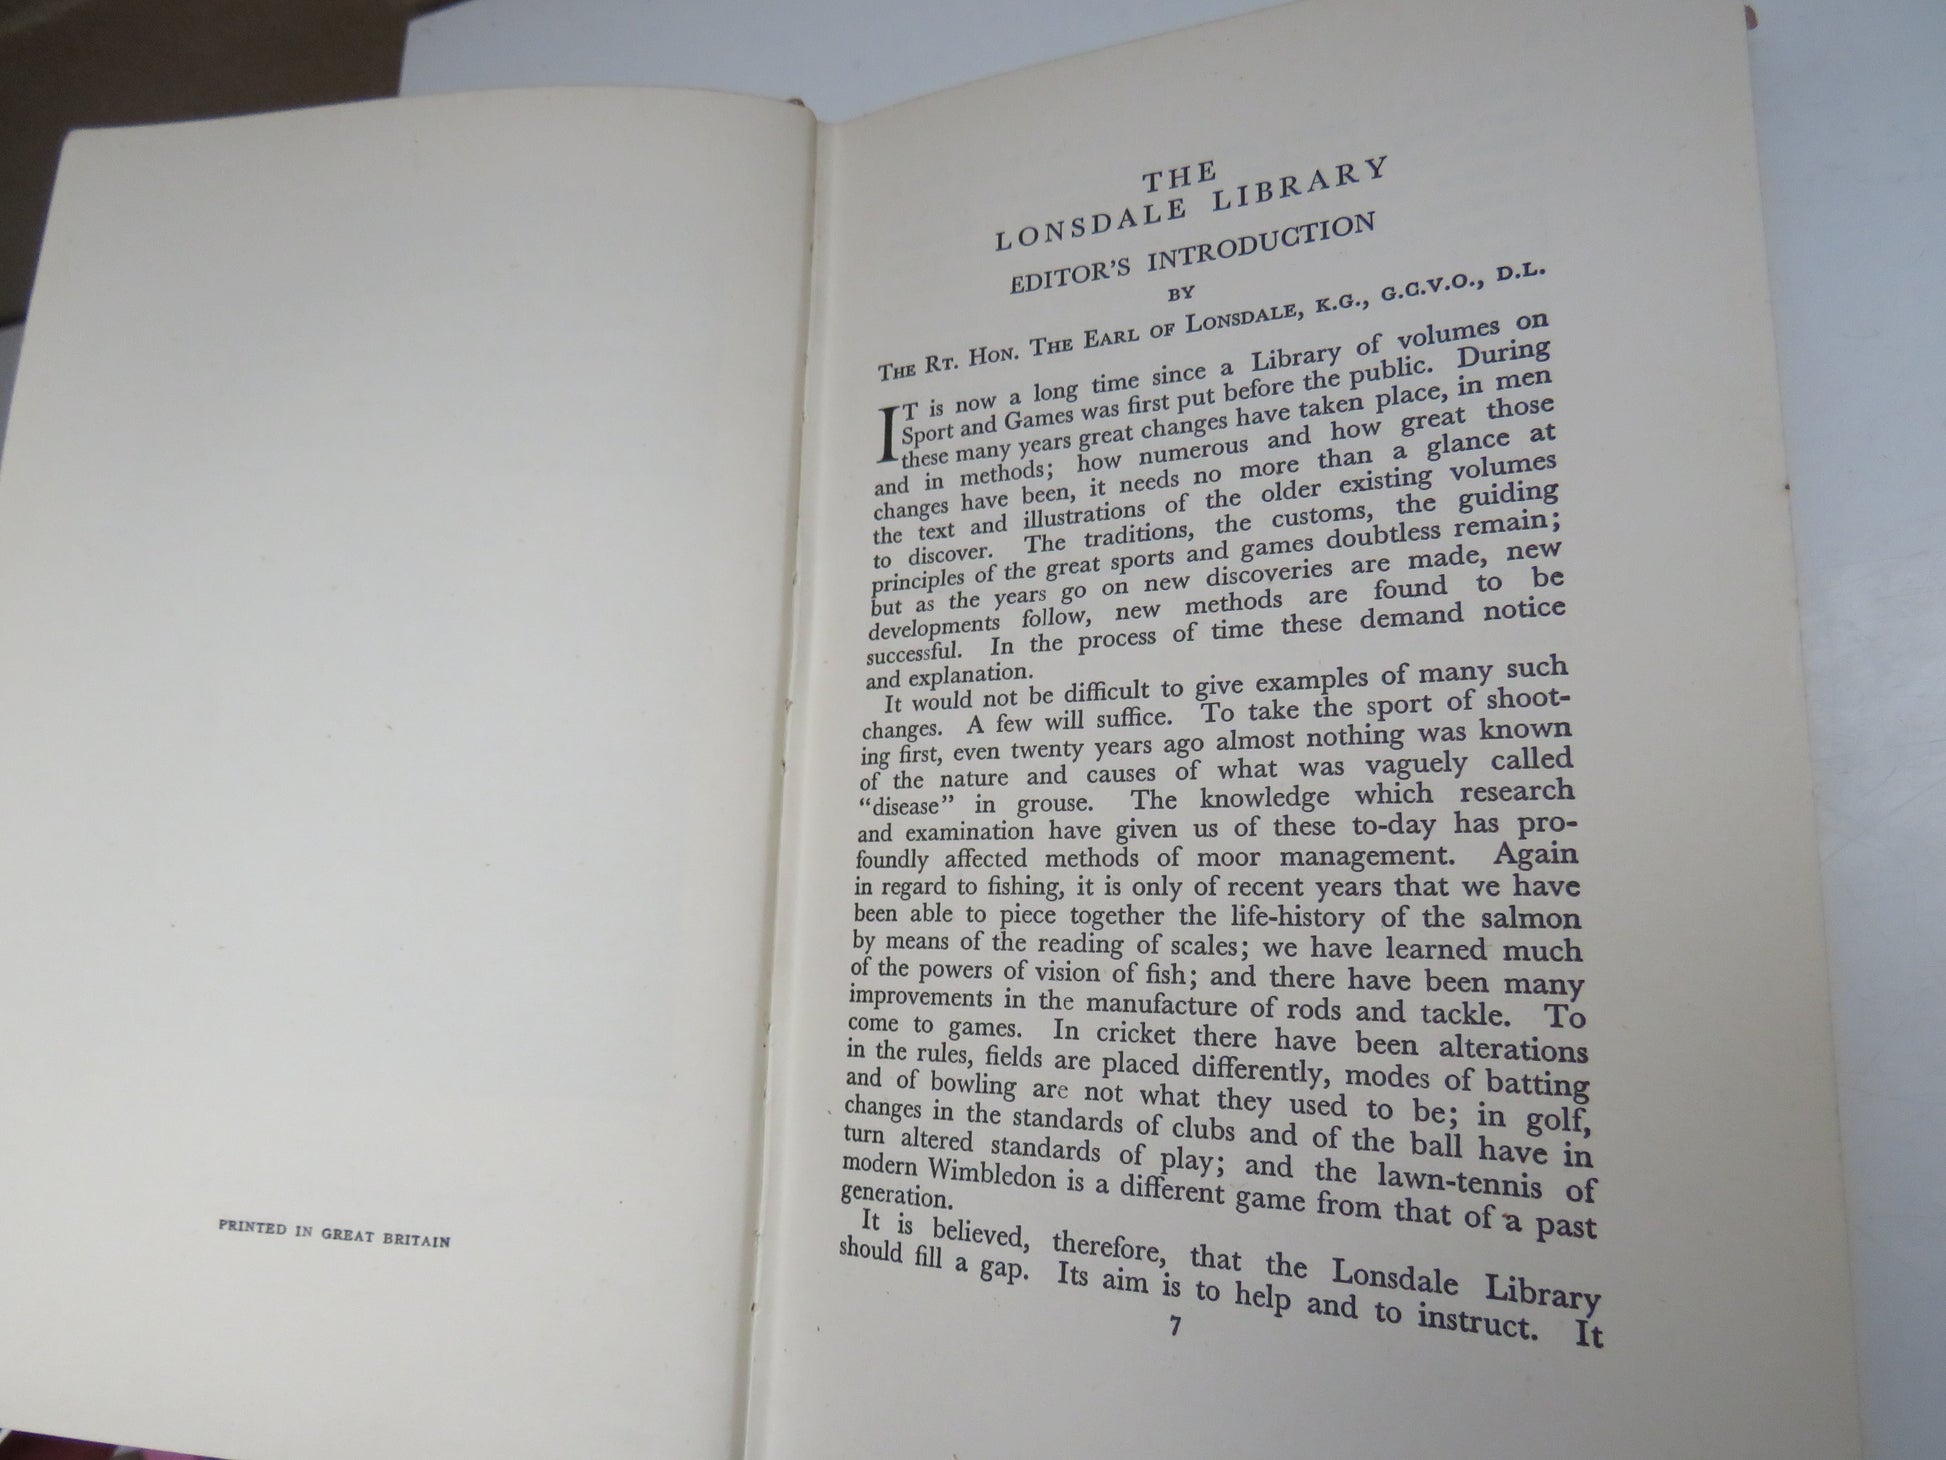 PRINTED IN GREAT BRITAIN
THE
LONSDALE LIBRARY
EDITOR'S INTRODUCTION
BY
THE RT. HON. THE EARL OF LONSDALE, K.G., G.C.V.O., D.L.
IT is now a long time since a Library of volumes on
Sport and Games was first put before the public. During
these many years great changes have taken place, in men
and in methods; how numerous and how great those
changes have been, it needs no more than a glance at
the text and illustrations of the older existing volumes
to discover. The traditions, the customs, the guiding
principles of the great sports and games doubtless remain;
but as the years go on new discoveries are made, new
developments follow, new methods are found to be
successful. In the process of time these demand notice
and explanation.
It would not be difficult to give examples of many such
changes. A few will suffice. To take the sport of shoot-
ing first, even twenty years ago almost nothing was known
of the nature and causes of what was vaguely called
“disease” in grouse. The knowledge which research
and examination have given us of these to-day has pro-
foundly affected methods of moor management. Again
in regard to fishing, it is only of recent years that we have
been able to piece together the life-history of the salmon
by means of the reading of scales; we have learned much
of the powers of vision of fish; and there have been many
improvements in the manufacture of rods and tackle. To
come to games. In cricket there have been alterations
in the rules, fields are placed differently, modes of batting
and of bowling are not what they used to be; in golf,
changes in the standards of clubs and of the ball have in
turn altered standards of play; and the lawn-tennis of
modern Wimbledon is a different game from that of a past
generation.
It is believed, therefore, that the Lonsdale Library
should fill a gap. Its aim is to help and to instruct. It
7